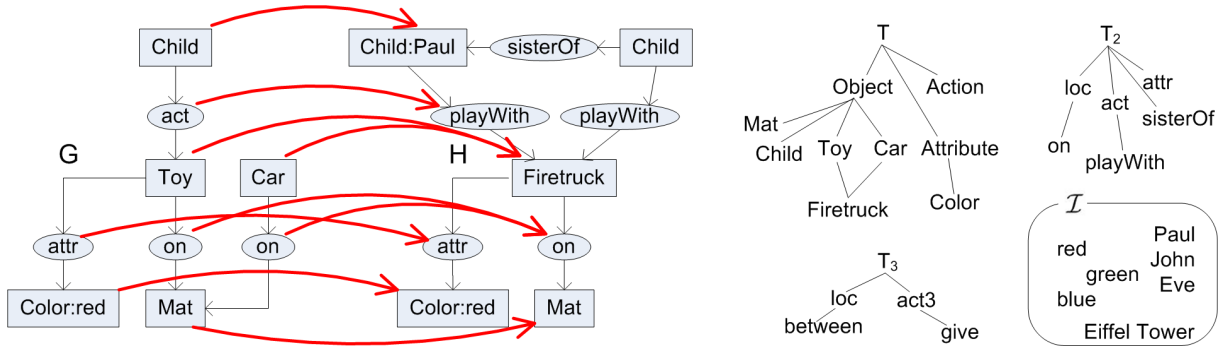 Child
Child:Paul
sisterOf
Child
act
playWith
playWith
G
H
Toy
Car
Firetruck
attr
on
on
attr
on
Color:red
Mat
Color:red
Mat
T
Object
Action
Mat
Child
Toy
Car
Attribute
Firetruck
Color
T2
loc
act
attr
sisterOf
on
playWith
T3
loc
act3
between
give
I
red
Paul
John
green
Eve
blue
Eiffel Tower